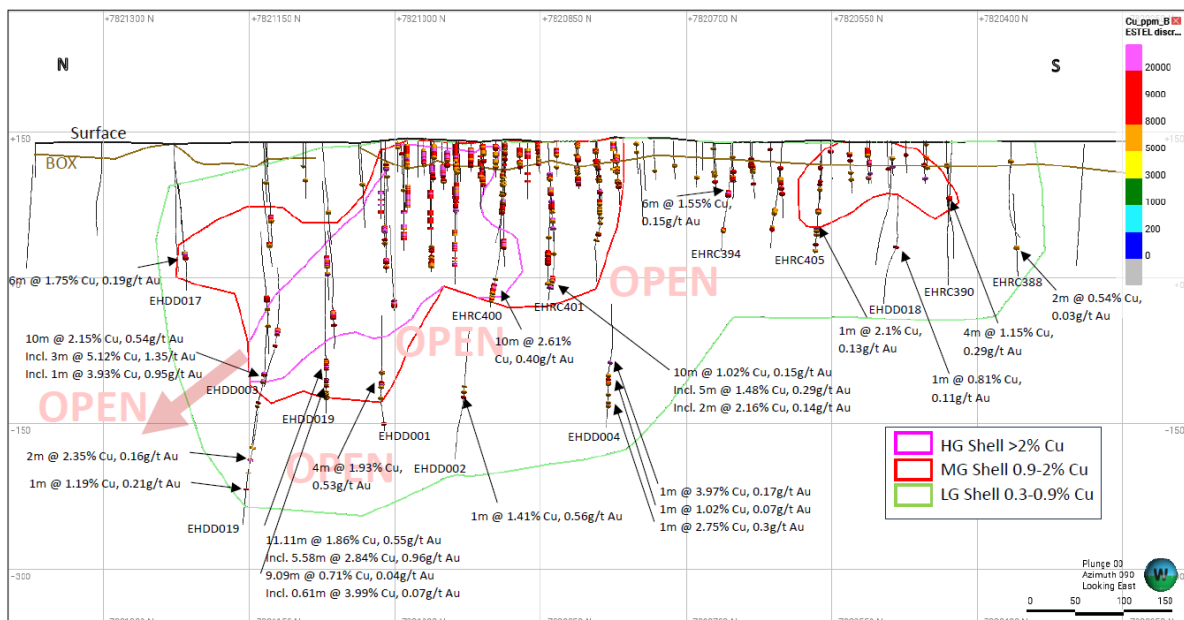 +7821300 N
+7821150 N
+7821000 N
+7820850 N
+7820700 N
+7820550 N
+7820400 N
Cu_ppm_B
ESTEL discr...
20000
9000
8000
5000
3000
1000
200
0
N
S
Surface
+150
BOX
6m @ 1.55% Cu,
0.15g/t Au
6m @ 1.75% Cu, 0.19g/t Au
EHDD017
EHRC394
EHRC405
OPEN
EHRC400
EHRC401
EHDD018
EHRC390
EHRC388
2m @ 0.54% Cu,
0.03g/t Au
10m @ 2.15% Cu, 0.54g/t Au
Incl. 3m @ 5.12% Cu, 1.35/t Au
Incl. 1m @ 3.93% Cu, 0.95g/t Au
10m @ 2.61%
Cu, 0.40g/t Au
1m @ 2.1% Cu,
0.13g/t Au
4m @ 1.15% Cu,
0.29g/t Au
OPEN
10m @ 1.02% Cu, 0.15g/t Au
Incl. 5m @ 1.48% Cu, 0.29g/t Au
Incl. 2m @ 2.16% Cu, 0.14g/t Au
1m @ 0.81% Cu,
0.11g/t Au
EHDD003
OPEN
EHDD019
EHDD001
EHDD004
-150
-150
2m @ 2.35% Cu, 0.16g/t Au
OPEN
4m @ 1.93% Cu,
0.53g/t Au
EHDD002
HG Shell >2% Cu
MG Shell 0.9-2% Cu
LG Shell 0.3-0.9% Cu
1m @ 1.19% Cu, 0.21g/t Au
1m @ 3.97% Cu, 0.17g/t Au
1m @ 1.02% Cu, 0.07g/t Au
1m @ 2.75% Cu, 0.3g/t Au
EHDD019
1m @ 1.41% Cu, 0.56g/t Au
11.11m @ 1.86% Cu, 0.55g/t Au
Incl. 5.58m @ 2.84% Cu, 0.96g/t Au
9.09m @ 0.71% Cu, 0.04g/t Au
Incl. 0.61m @ 3.99% Cu, 0.07g/t Au
-300
-300
Plunge 00
Azimuth 090
Looking East
W
0 50 100 150
7821300 N
7821150 N
7821000 N
7820850 N
7820700 N
7820550 N
7820400 N